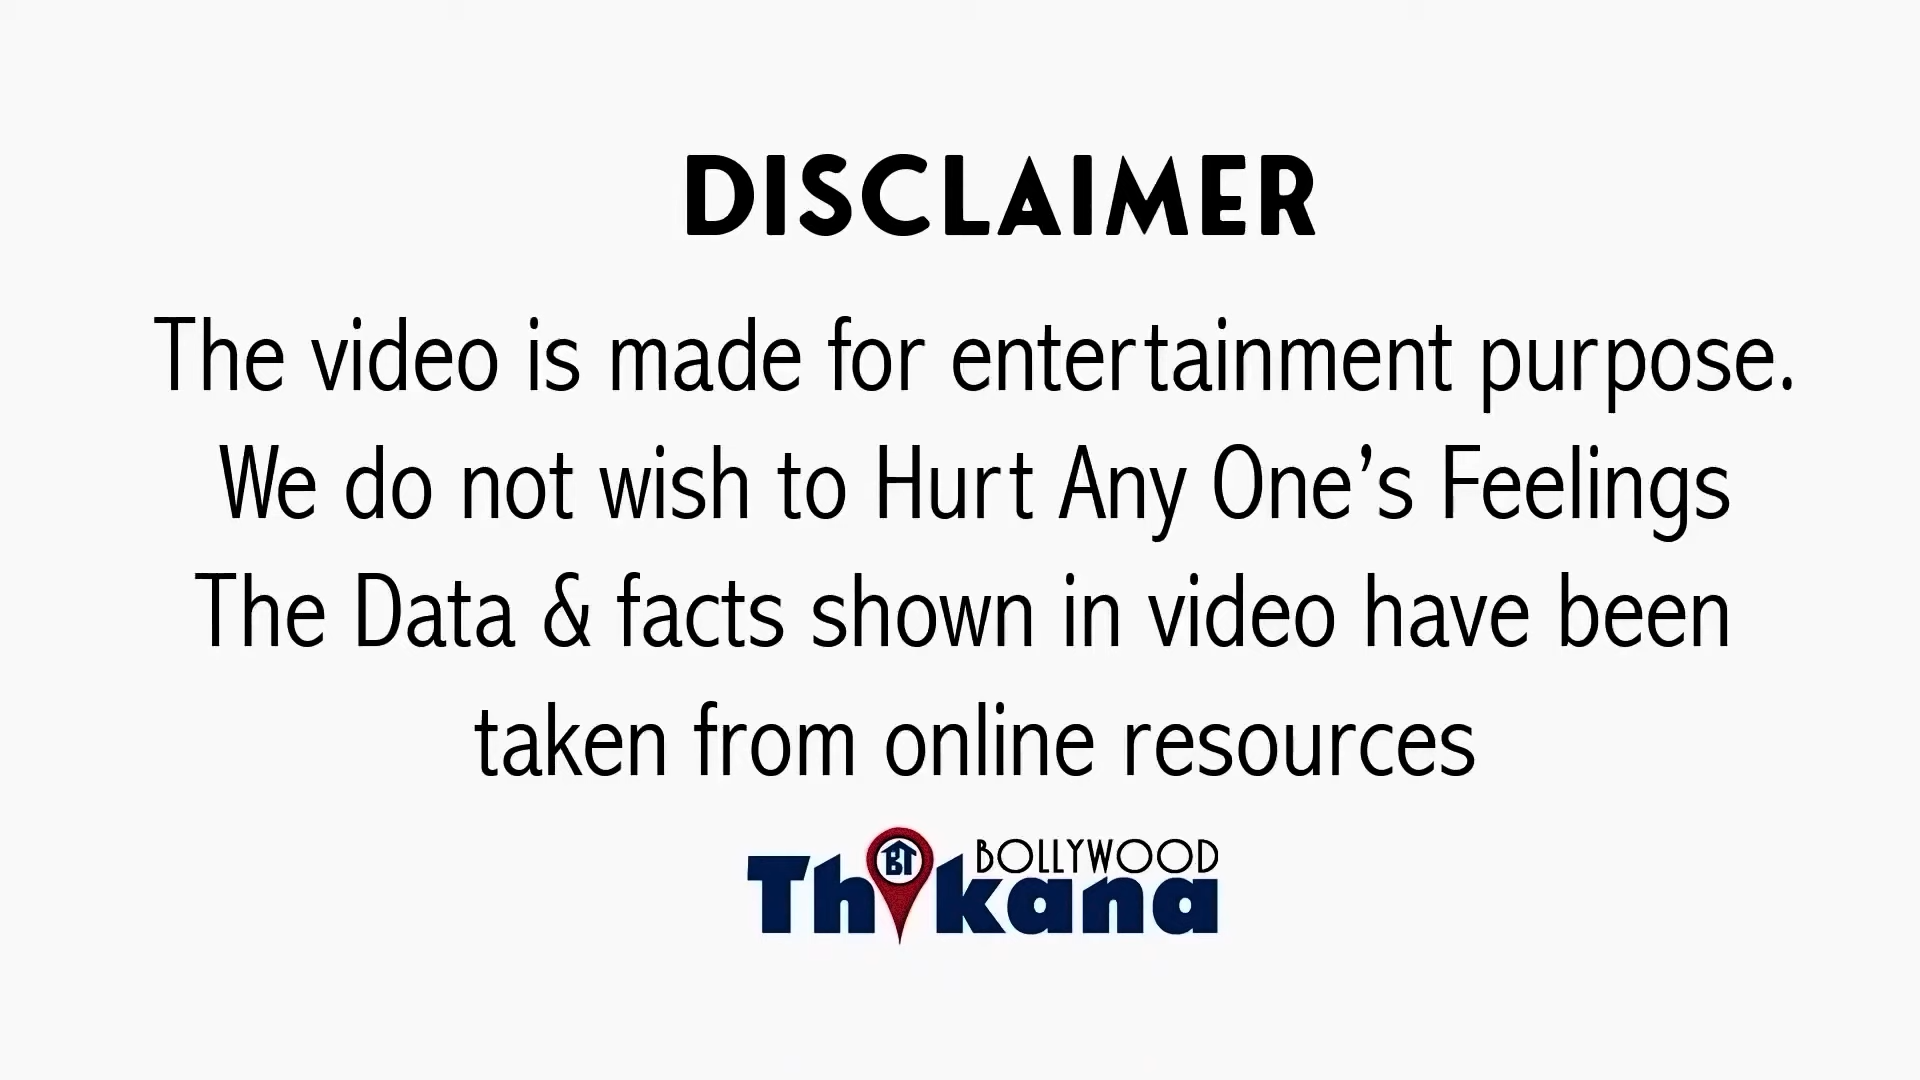 DISCLAIMER
The video is made for entertainment purpose.
We do not wish to Hurt Any One’s Feelings
The Data & facts shown in video have been
taken from online resources
BT
BOLLYWOOD
Thikana